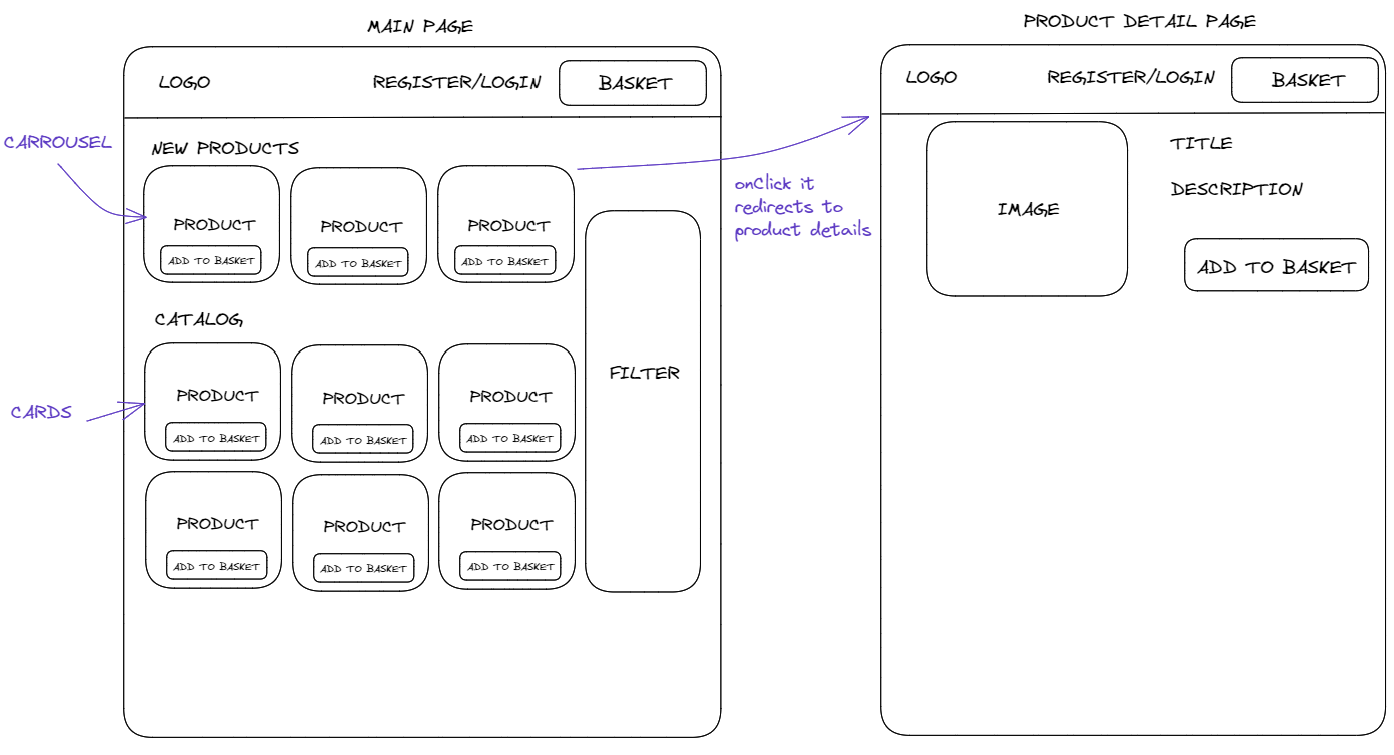 MAIN PAGE
LOGO
REGISTER/LOGIN
BASKET
CARROUSEL
NEW PRODUCTS
PRODUCT
ADD TO BASKET
PRODUCT
ADD TO BASKET
PRODUCT
ADD TO BASKET
CATALOG
CARDS
PRODUCT
ADD TO BASKET
PRODUCT
ADD TO BASKET
PRODUCT
ADD TO BASKET
PRODUCT
ADD TO BASKET
PRODUCT
ADD TO BASKET
PRODUCT
ADD TO BASKET
FILTER
onClick it
redirects to
product details
PRODUCT DETAIL PAGE
LOGO
REGISTER/LOGIN
BASKET
IMAGE
TITLE
DESCRIPTION
ADD TO BASKET